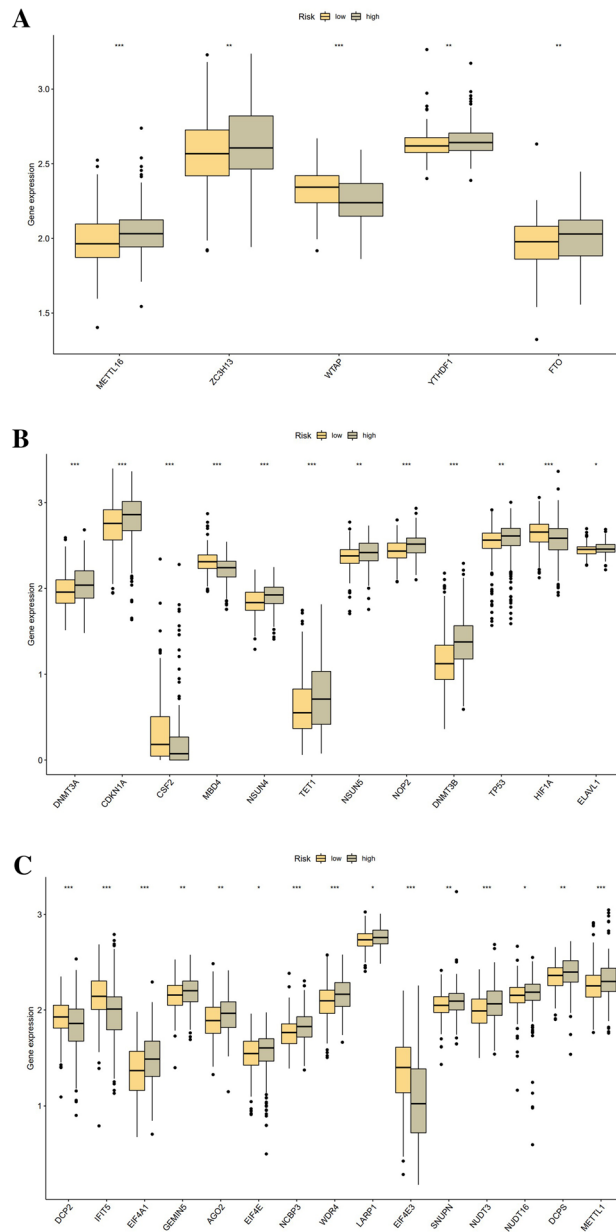 A
Risk low high
*** ** *** ** **
3.0
2.5
2.0
1.5
Gene expression
METTL16 ZC3H13 WTAP YTHDF1 FTO
B
Risk low high
*** *** *** *** *** *** ** *** *** ** *** *
3
2
1
0
Gene expression
DNMT3A CDKN1A CSF2 MBD4 NSUN4 TET1 NSUN5 NOP2 DNMT3B TP53 HIF1A ELAVL1
C
Risk low high
*** *** *** ** ** * *** *** * *** ** *** * ** ***
3
2
1
Gene expression
DCP2 IFIT5 EIF4A1 GEMIN5 AGO2 EIF4E NCBP3 WDR4 LARP1 EIF4E3 SNUPN NUDT3 NUDT16 DCPS METTL1